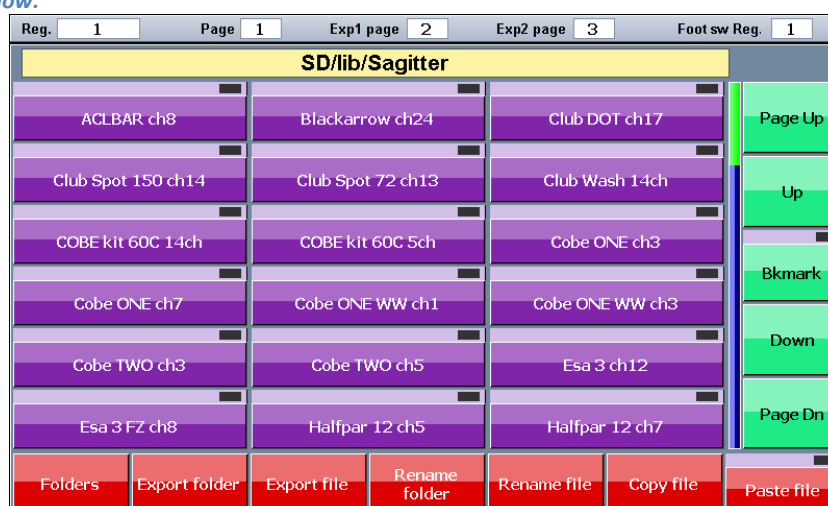 now.
Reg. 1 Page 1 Exp1 page 2 Exp2 page 3 Foot sw Reg. 1
SD/lib/Sagitter
ACLBAR ch8 Blackarrow ch24 Club DOT ch17 Page Up
Club Spot 150 ch14 Club Spot 72 ch13 Club Wash 14ch Up
COBE kit 60C 14ch COBE kit 60C 5ch Cobe ONE ch3
Cobe ONE ch7 Cobe ONE WW ch1 Cobe ONE WW ch3 Bkmark
Cobe TWO ch3 Cobe TWO ch5 Esa 3 ch12 Down
Esa 3 FZ ch8 Halfpar 12 ch5 Halfpar 12 ch7 Page Dn
Folders Export folder Export file Rename folder Rename file Copy file Paste file